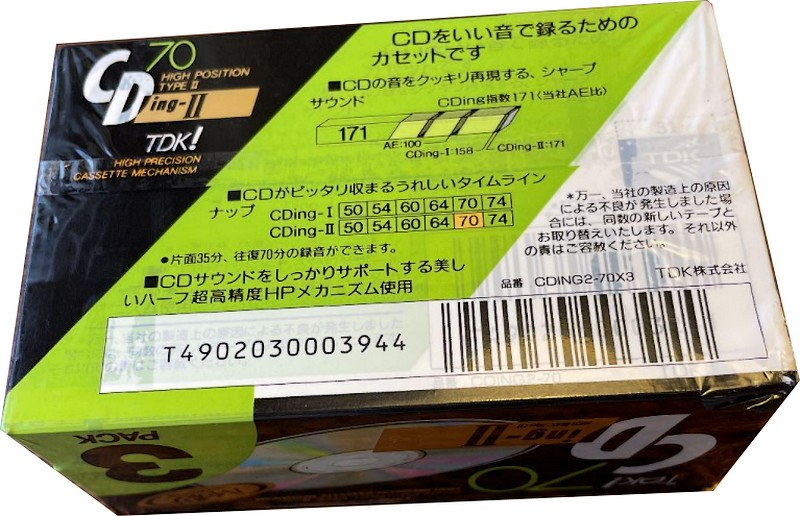 CDing-II 70
HIGH POSITION
TYPE II
TDK!
HIGH PRECISION
CASSETTE MECHANISM
CDをいい音で録るための
カセットです
■CDの音をクッキリ再現する、シャープ
サウンド CDing指数171(当社AE比)
171
AE:100
CDing-I:158
CDing-II:171
■CDがピッタリ収まるうれしいタイムライン
ナップ CDing-I 50 54 60 64 70 74
CDing-II 50 54 60 64 70 74
●片面35分、往復70分の録音ができます。
■CDサウンドをしっかりサポートする美し
いハーフ超高精度HPメカニズム使用
*万一、当社の製造上の原因
による不良が発生しました場
合には、同数の新しいテープと
お取り替えいたします。それ以外
の責はご容赦ください。
品番 CDING2-70X3 TDK株式会社
T4902030003944
CDING2-70
3
PACK
CDing-II
70
TDK!